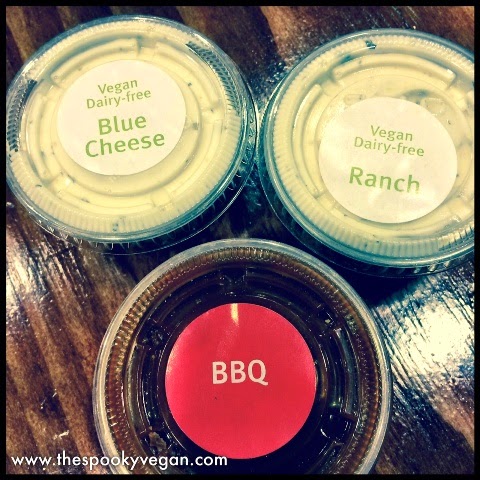 Vegan
Dairy-free
Blue
Cheese
Vegan
Dairy-free
Ranch
BBQ
www.thespookyvegan.com